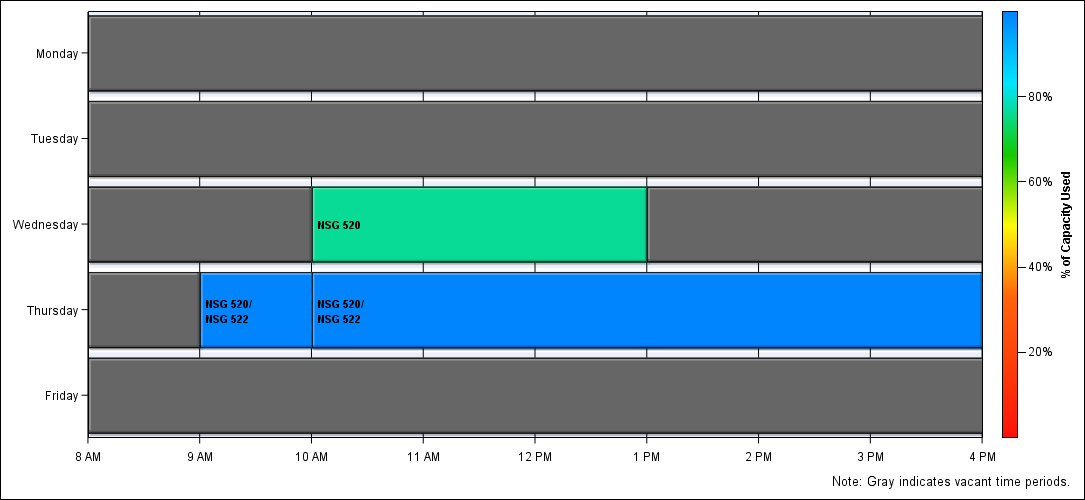 Monday
Tuesday
Wednesday
NSG 520
Thursday
NSG 520/
NSG 522
NSG 520/
NSG 522
Friday
8 AM 9 AM 10 AM 11 AM 12 PM 1 PM 2 PM 3 PM 4 PM
80%
60%
40%
20%
% of Capacity Used
Note: Gray indicates vacant time periods.